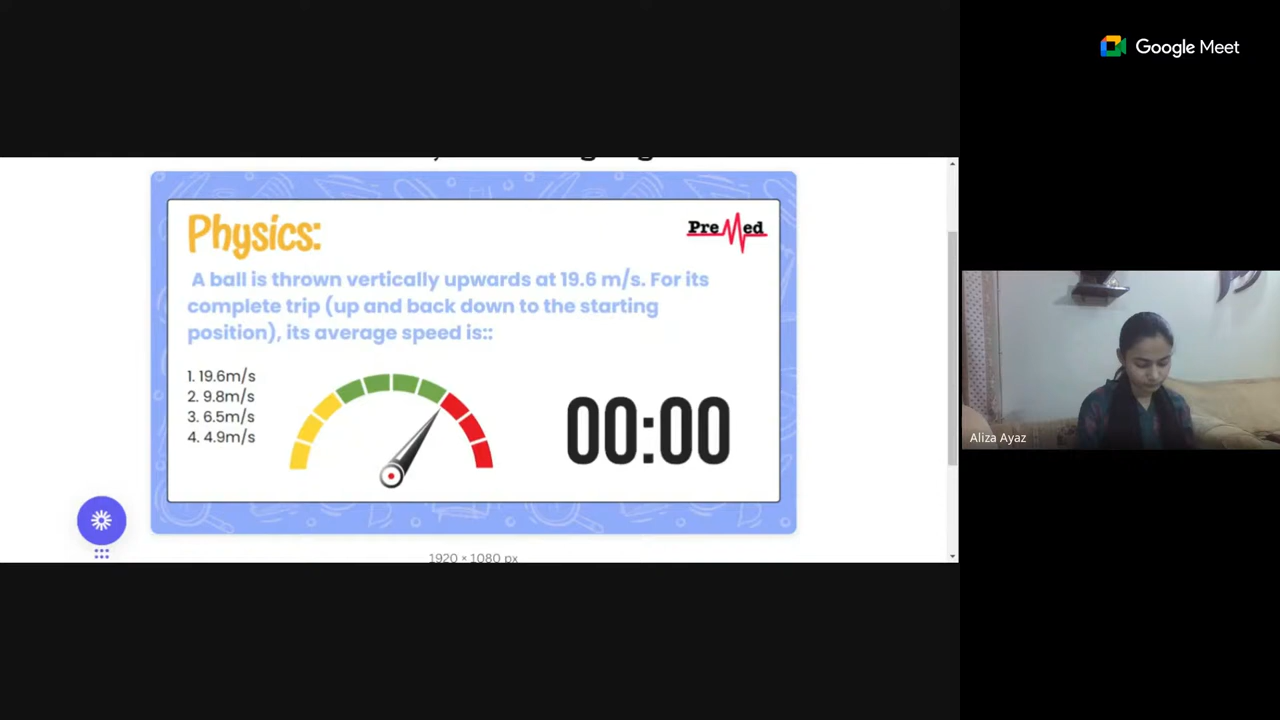 Google Meet
Physics:
PreMed
A ball is thrown vertically upwards at 19.6 m/s. For its
complete trip (up and back down to the starting
position), its average speed is::
1. 19.6m/s
2. 9.8m/s
3. 6.5m/s
4. 4.9m/s
00:00
Aliza Ayaz
1920 × 1080 px